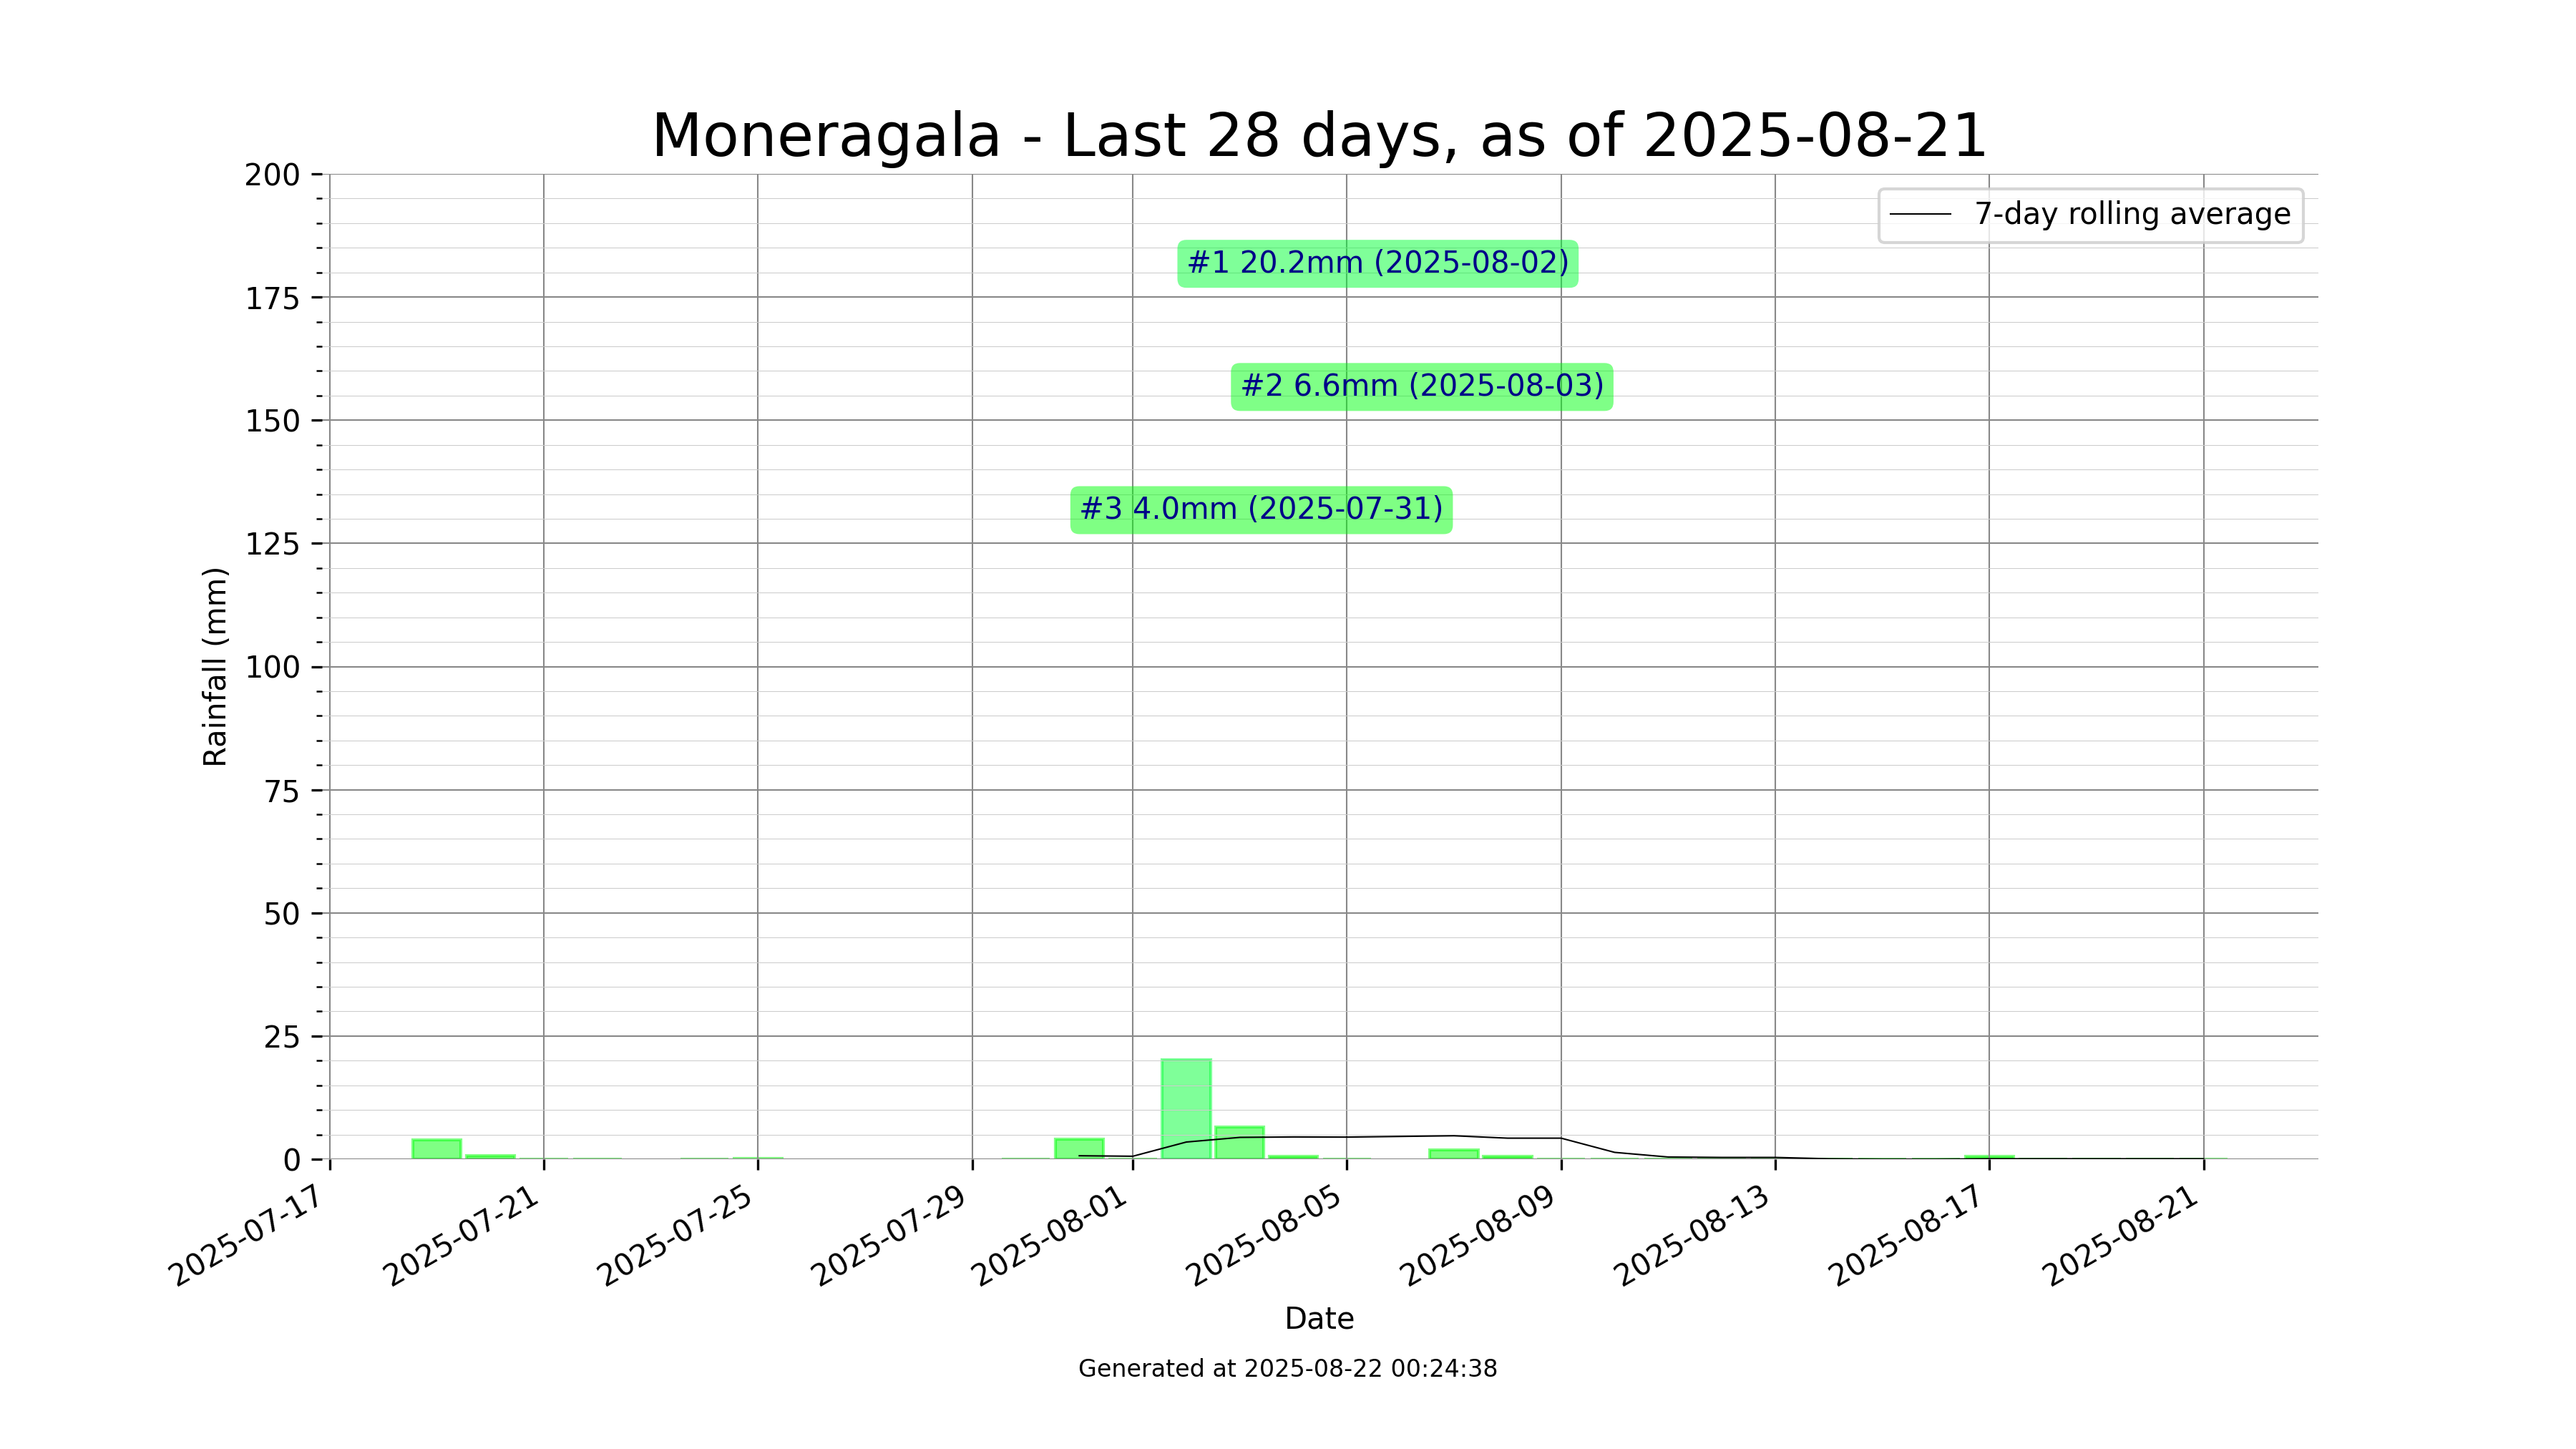 Moneragala - Last 28 days, as of 2025-08-21
7-day rolling average
#1 20.2mm (2025-08-02)
#2 6.6mm (2025-08-03)
#3 4.0mm (2025-07-31)
Rainfall (mm)
200
175
150
125
100
75
50
25
0
2025-07-17
2025-07-21
2025-07-25
2025-07-29
2025-08-01
2025-08-05
2025-08-09
2025-08-13
2025-08-17
2025-08-21
Date
Generated at 2025-08-22 00:24:38